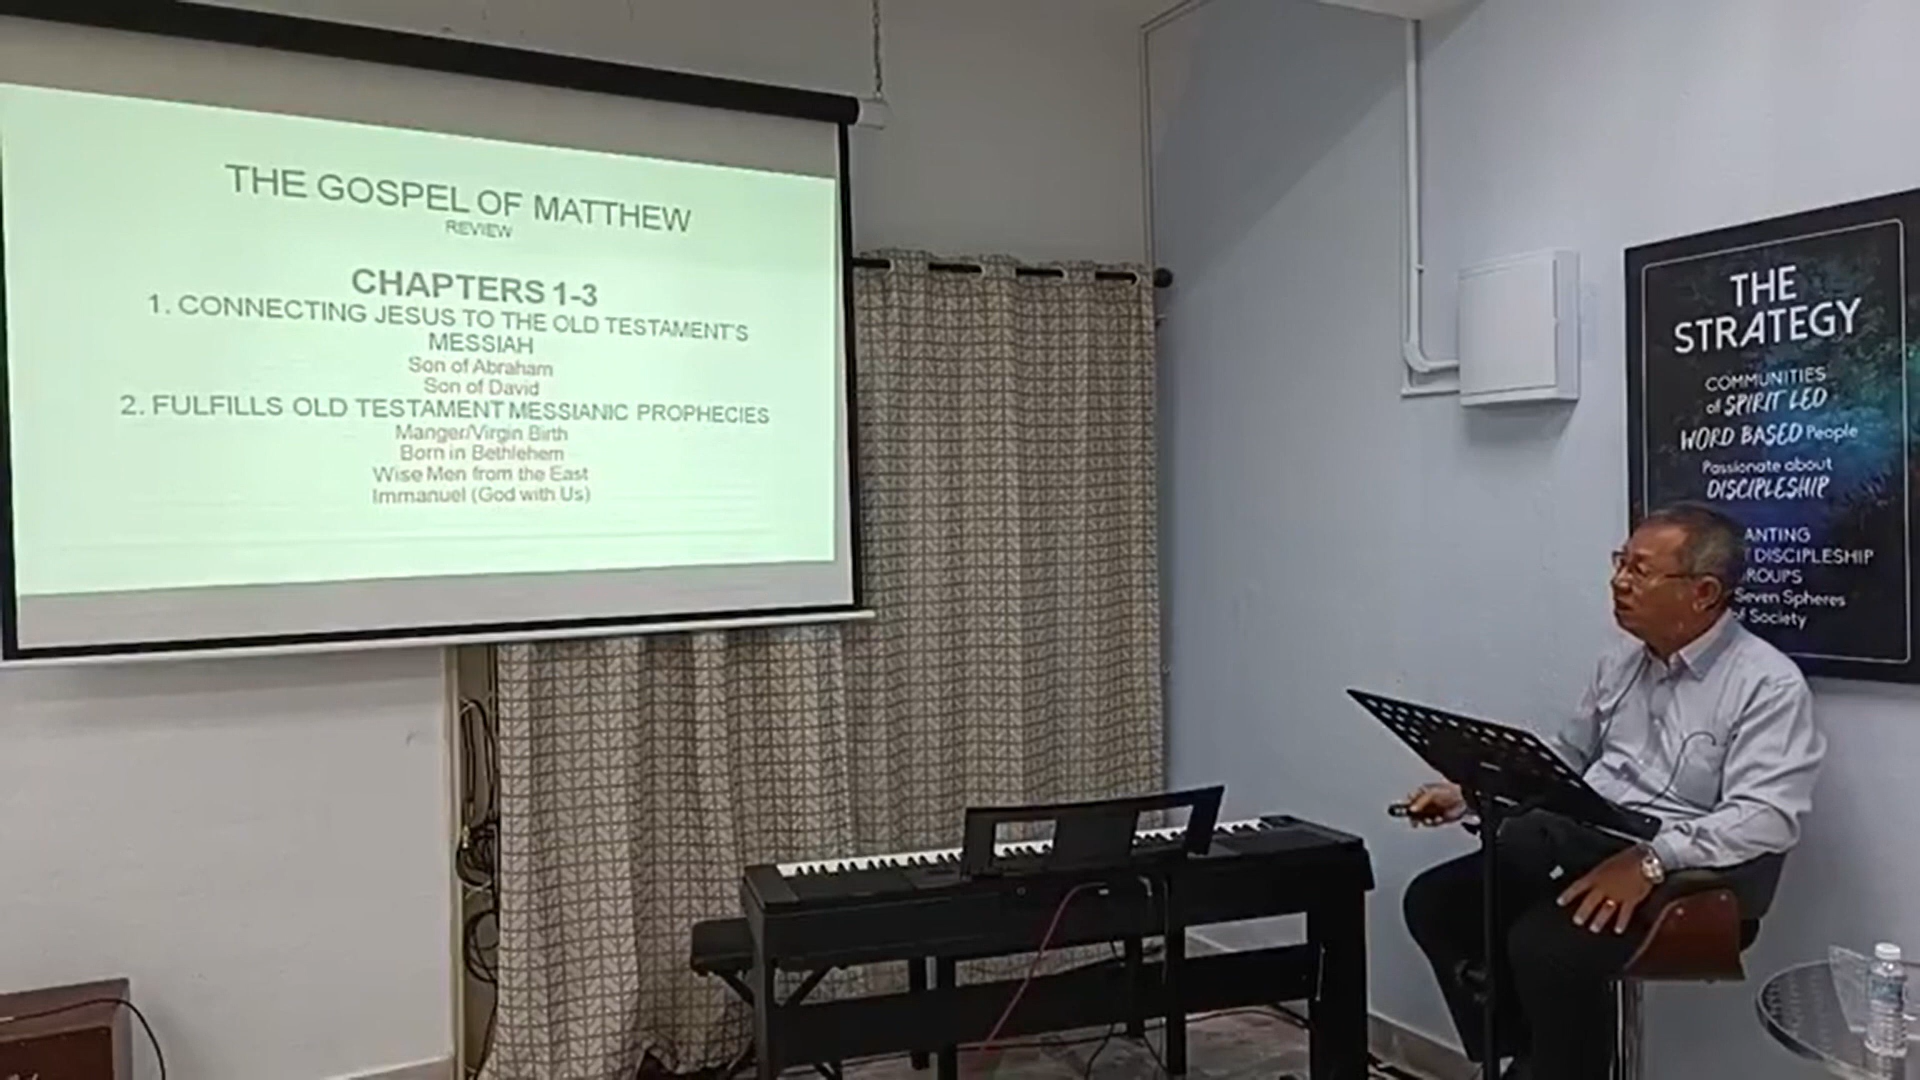 THE GOSPEL OF MATTHEW
REVIEW
CHAPTERS 1-3
1. CONNECTING JESUS TO THE OLD TESTAMENT'S
MESSIAH
Son of Abraham
Son of David
2. FULFILLS OLD TESTAMENT MESSIANIC PROPHECIES
Manger/Virgin Birth
Born in Bethlehem
Wise Men from the East
Immanuel (God with Us)
THE
STRATEGY
COMMUNITIES
of SPIRIT LED
WORD BASED People
Passionate about
DISCIPLESHIP
ANTING
T DISCIPLESHIP
ROUPS
Seven Spheres
of Society